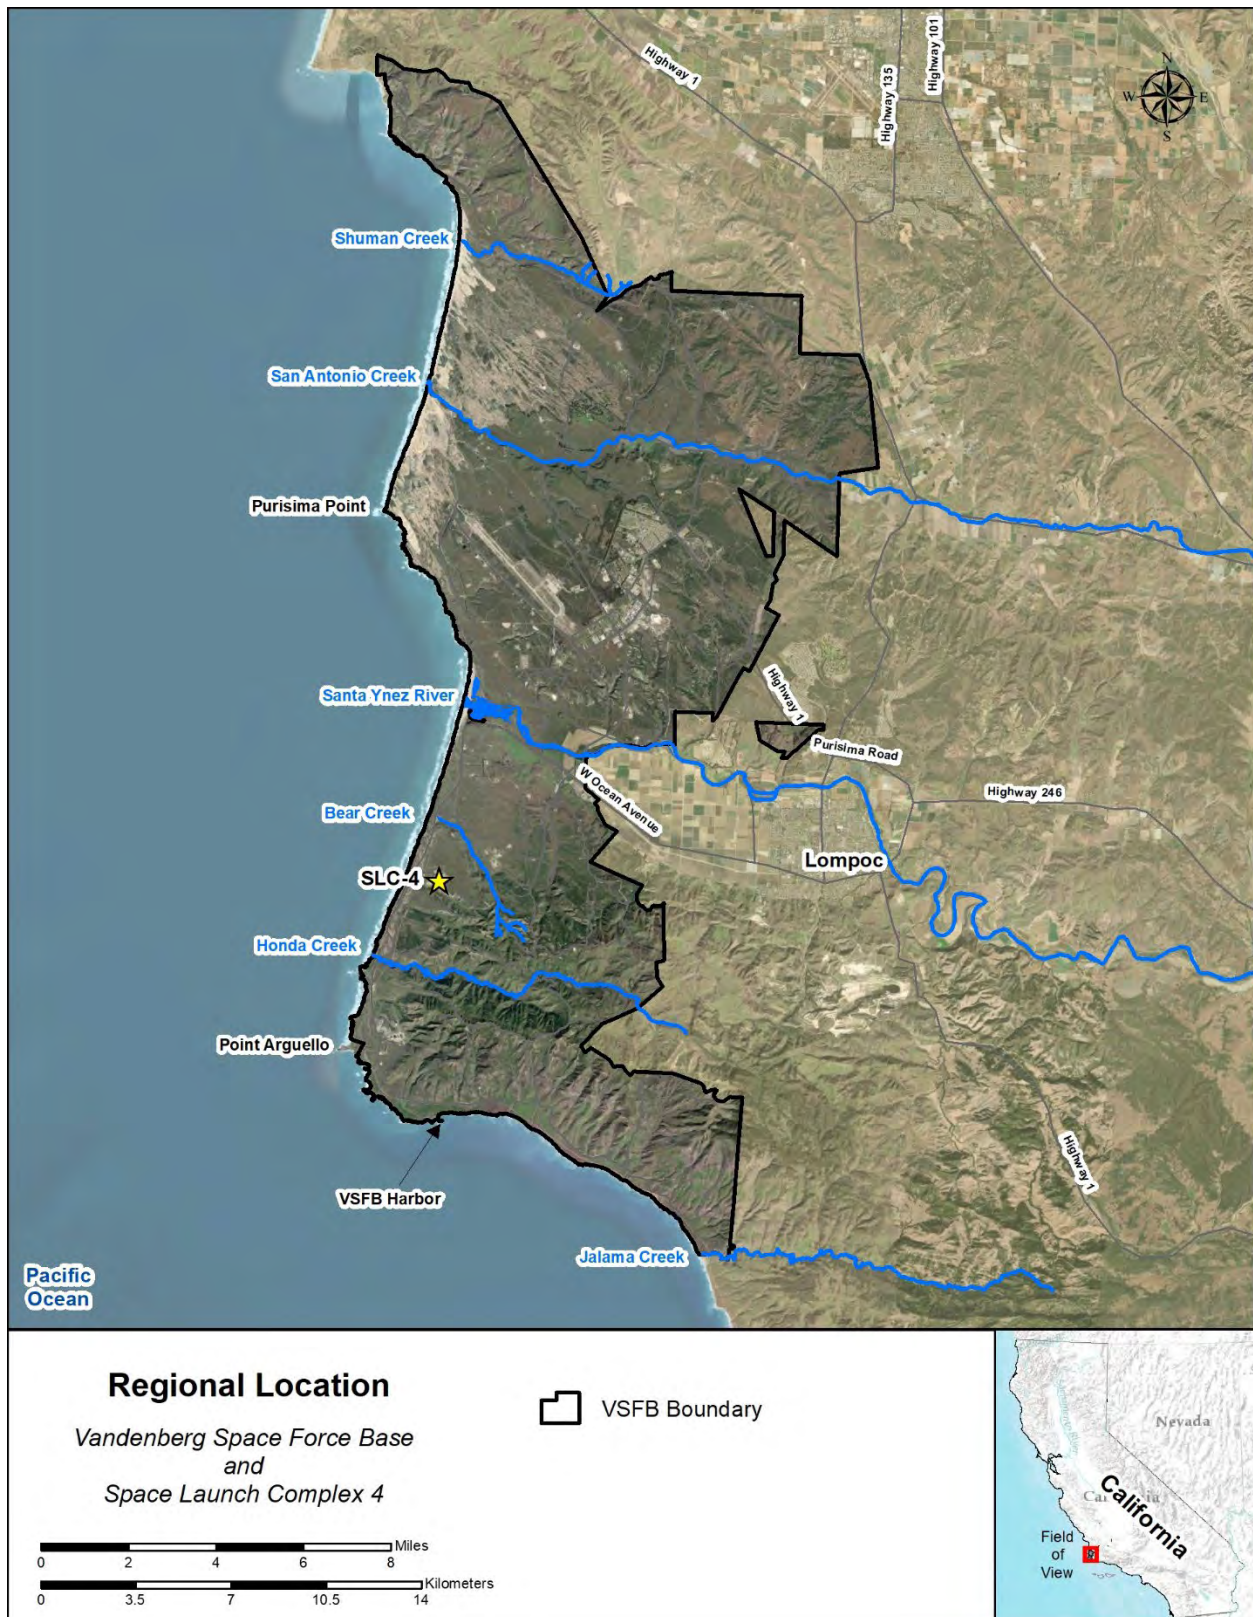 Highway 1
Highway 135
Highway 101
N
W
E
S
Shuman Creek
San Antonio Creek
Purisima Point
Santa Ynez River
Highway 1
Purisima Road
W Ocean Avenue
Highway 246
Bear Creek
Lompoc
SLC-4
Honda Creek
Point Arguello
Highway 1
VSFB Harbor
Jalama Creek
Pacific
Ocean
Regional Location
Vandenberg Space Force Base
and
Space Launch Complex 4
VSFB Boundary
Miles
0 2 4 6 8
Kilometers
0 3.5 7 10.5 14
Nevada
California
Field
of
View